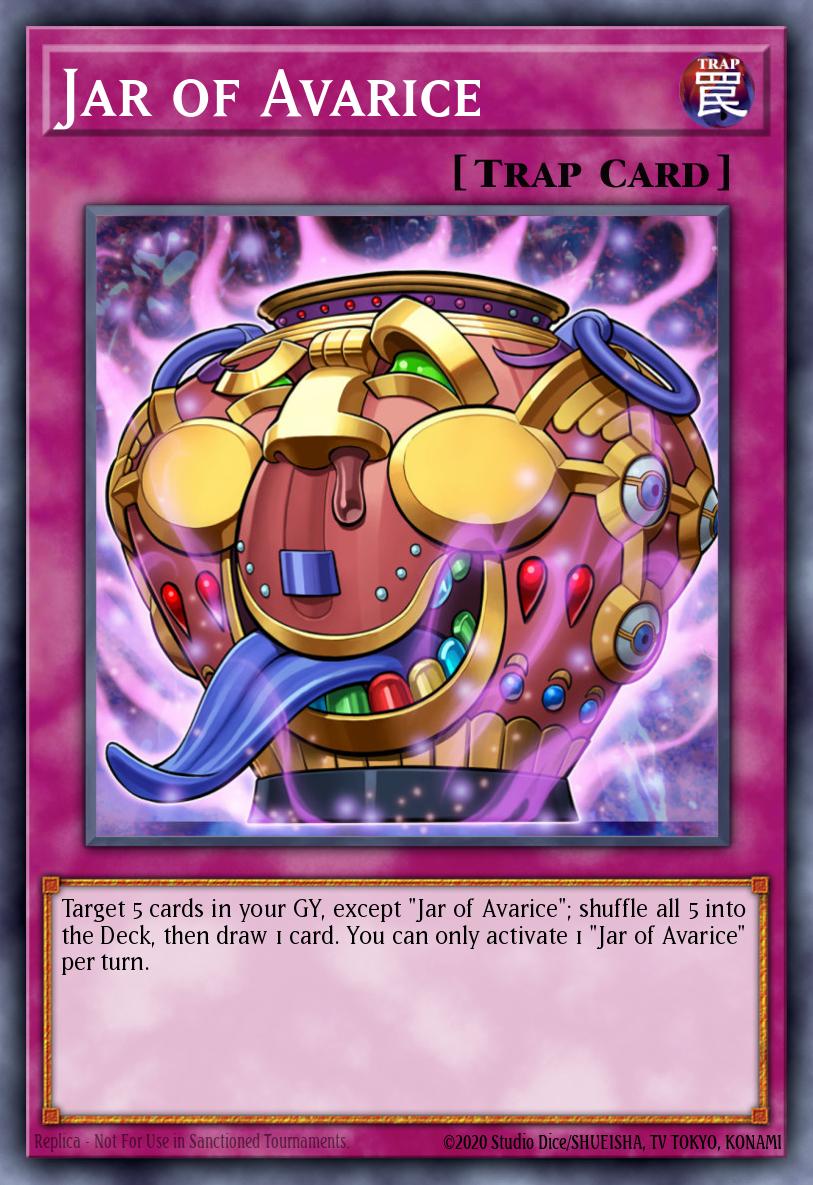 Jar of Avarice
TRAP
罠
[Trap Card]
Target 5 cards in your GY, except "Jar of Avarice"; shuffle all 5 into
the Deck, then draw 1 card. You can only activate 1 "Jar of Avarice"
per turn.
Replica - Not For Use in Sanctioned Tournaments.
©2020 Studio Dice/SHUEISHA, TV TOKYO, KONAMI